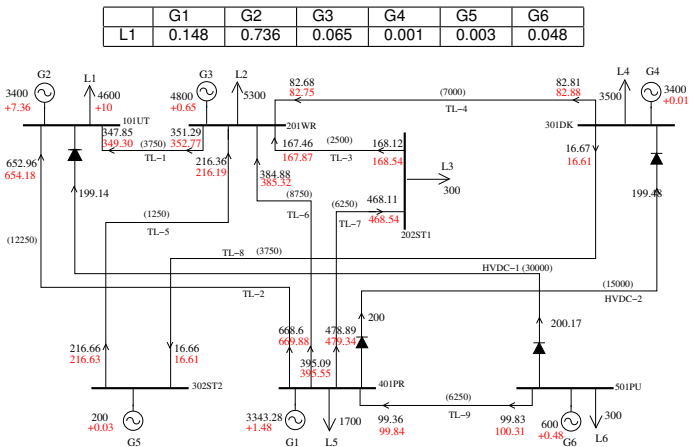 G1 G2 G3 G4 G5 G6
L1 0.148 0.736 0.065 0.001 0.003 0.048
G2 L1 G3 L2 82.68 (7000) 82.81 L4 G4
3400 4600 4800 5300 82.75 TL-4 82.88 3500 3400
+7.36 +10 +0.65 +0.01
101UT 201WR 301DK
347.85 (3750) 351.29 167.46 (2500) 168.12 16.67
349.30 TL-1 352.77 167.87 TL-3 168.54 16.61
652.96 216.36 384.88 L3
654.18 216.19 385.32 300
199.14 (8750) (6250) 468.11 199.48
(1250) TL-6 TL-7 468.54
TL-5 202ST1
(12250) TL-8 (3750)
HVDC-1 (30000)
TL-2 (15000)
HVDC-2
216.66 16.66 668.6 478.89 200 200.17
216.63 16.61 669.88 479.34
395.09
395.55
302ST2 401PR (6250) 501PU
200 3343.28 1700 99.36 TL-9 99.83 600 300
+0.03 +1.48 99.84 100.31 +0.48
G5 G1 L5 G6 L6